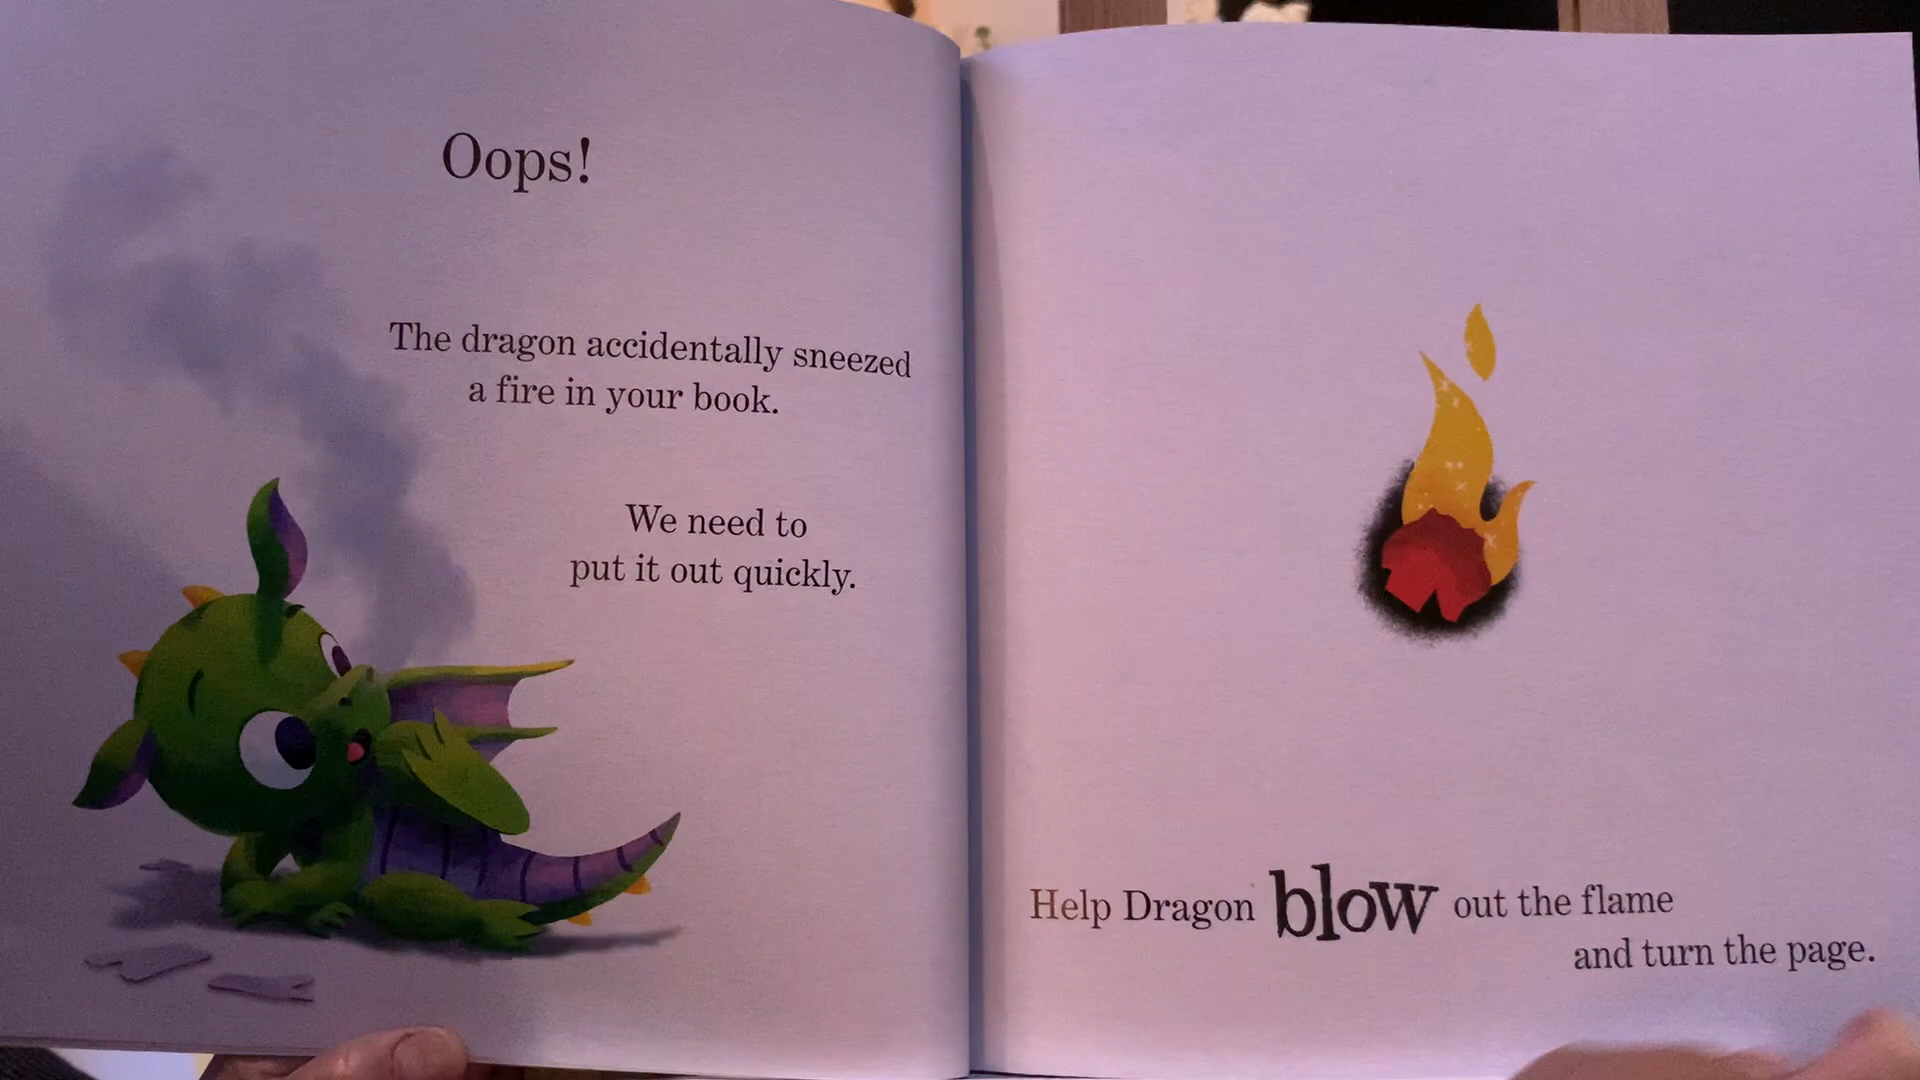 Oops!
The dragon accidentally sneezed
a fire in your book.
We need to
put it out quickly.
Help Dragon blow out the flame
and turn the page.